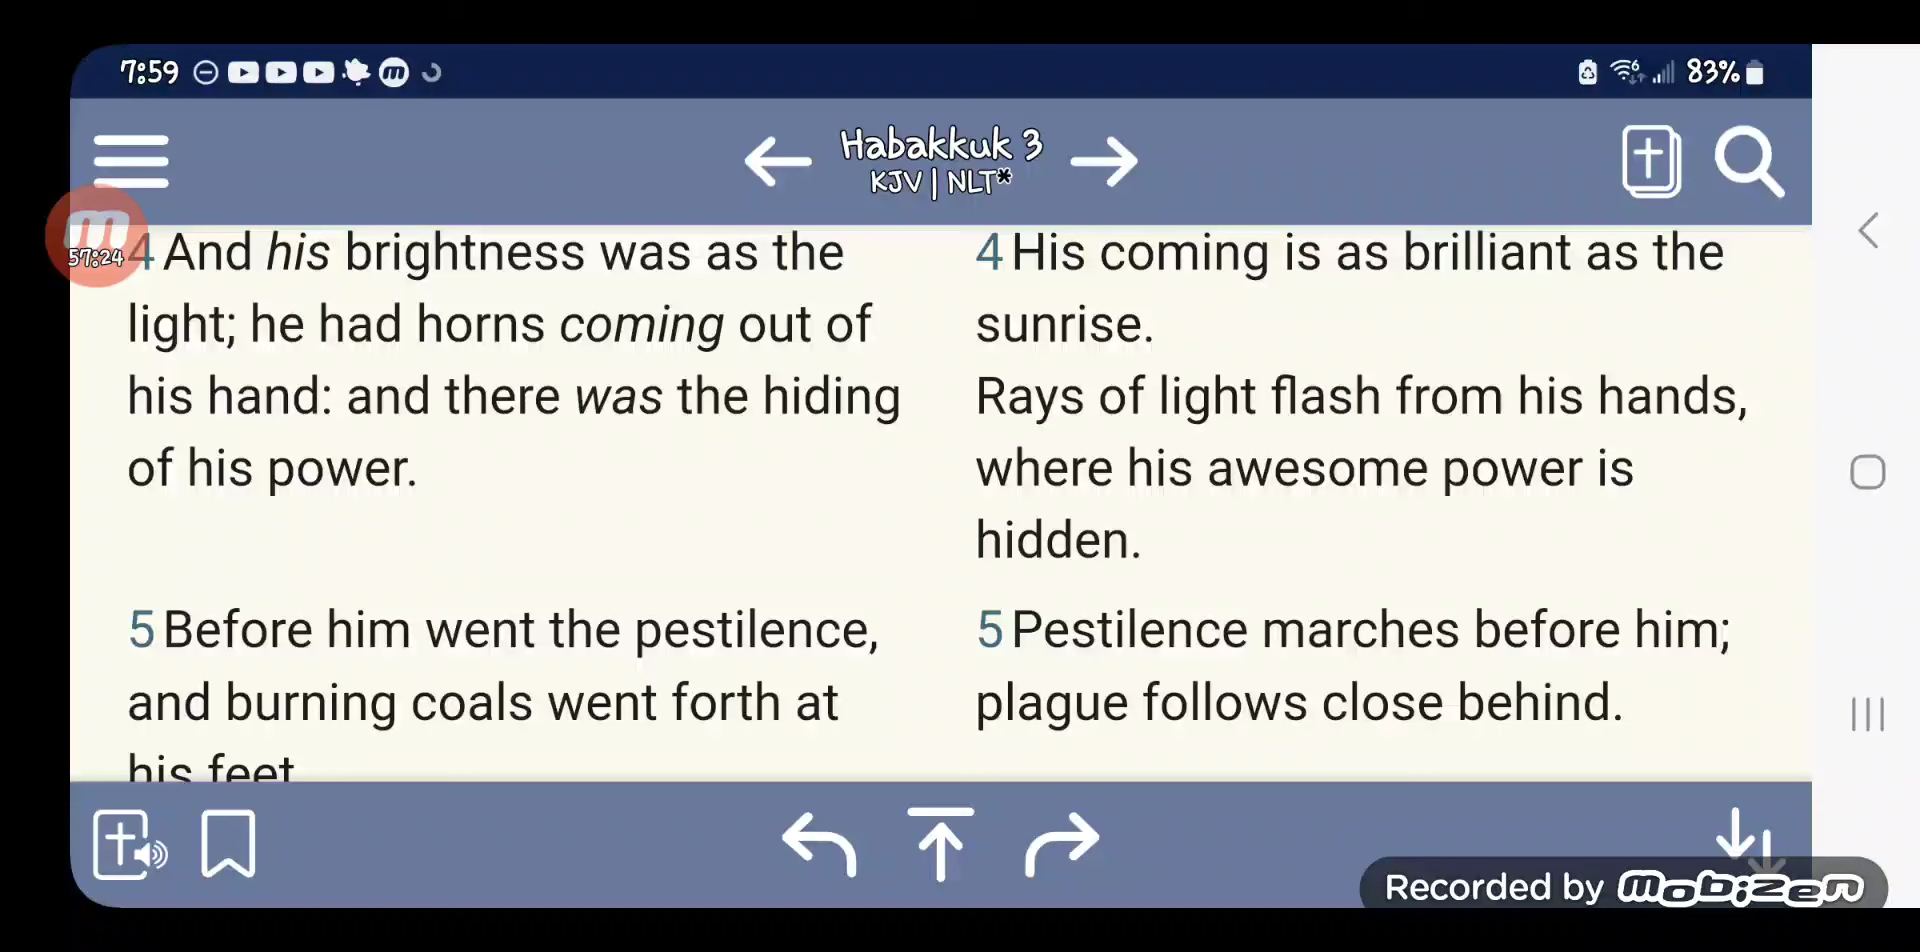 7:59
83%
Habakkuk 3
KJV | NLT*
57:24
4 And his brightness was as the
light; he had horns coming out of
his hand: and there was the hiding
of his power.
5 Before him went the pestilence,
and burning coals went forth at
his feet
4 His coming is as brilliant as the
sunrise.
Rays of light flash from his hands,
where his awesome power is
hidden.
5 Pestilence marches before him;
plague follows close behind.
Recorded by Mobizen